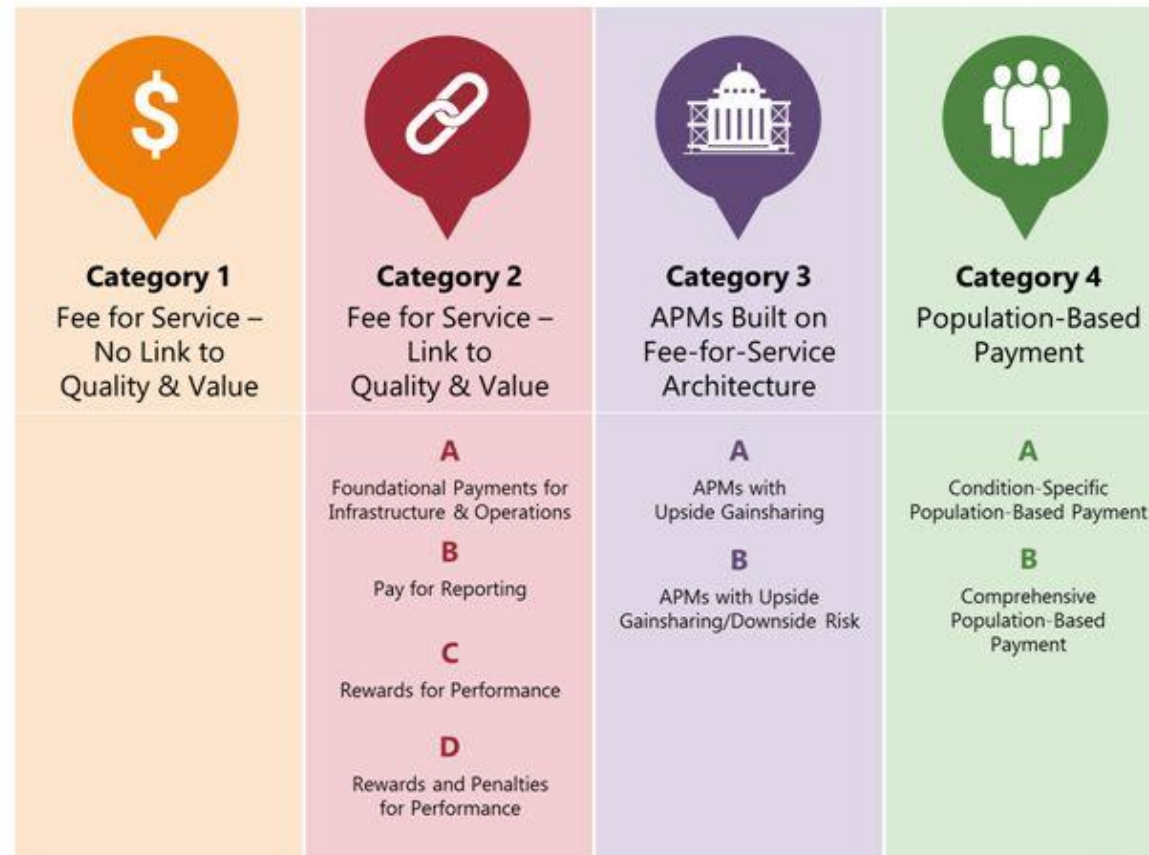 $
Category 1
Fee for Service –
No Link to
Quality & Value
Category 2
Fee for Service –
Link to
Quality & Value
A
Foundational Payments for
Infrastructure & Operations
B
Pay for Reporting
C
Rewards for Performance
D
Rewards and Penalties
for Performance
Category 3
APMs Built on
Fee-for-Service
Architecture
A
APMs with
Upside Gainsharing
B
APMs with Upside
Gainsharing/Downside Risk
Category 4
Population-Based
Payment
A
Condition-Specific
Population-Based Payment
B
Comprehensive
Population-Based
Payment